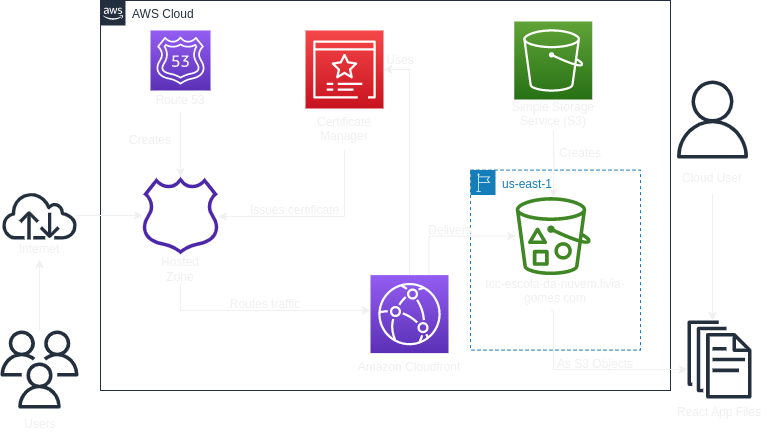 aws
AWS Cloud
53
Route 53
Uses
Certificate
Manager
Simple Storage
Service (S3)
Creates
Creates
us-east-1
Cloud User
Issues certificate
Delivers
Internet
Hosted
Zone
tcc-escola-da-nuvem.livia-
gomes.com
Routes traffic
Amazon Cloudfront
As S3 Objects
Users
React App Files